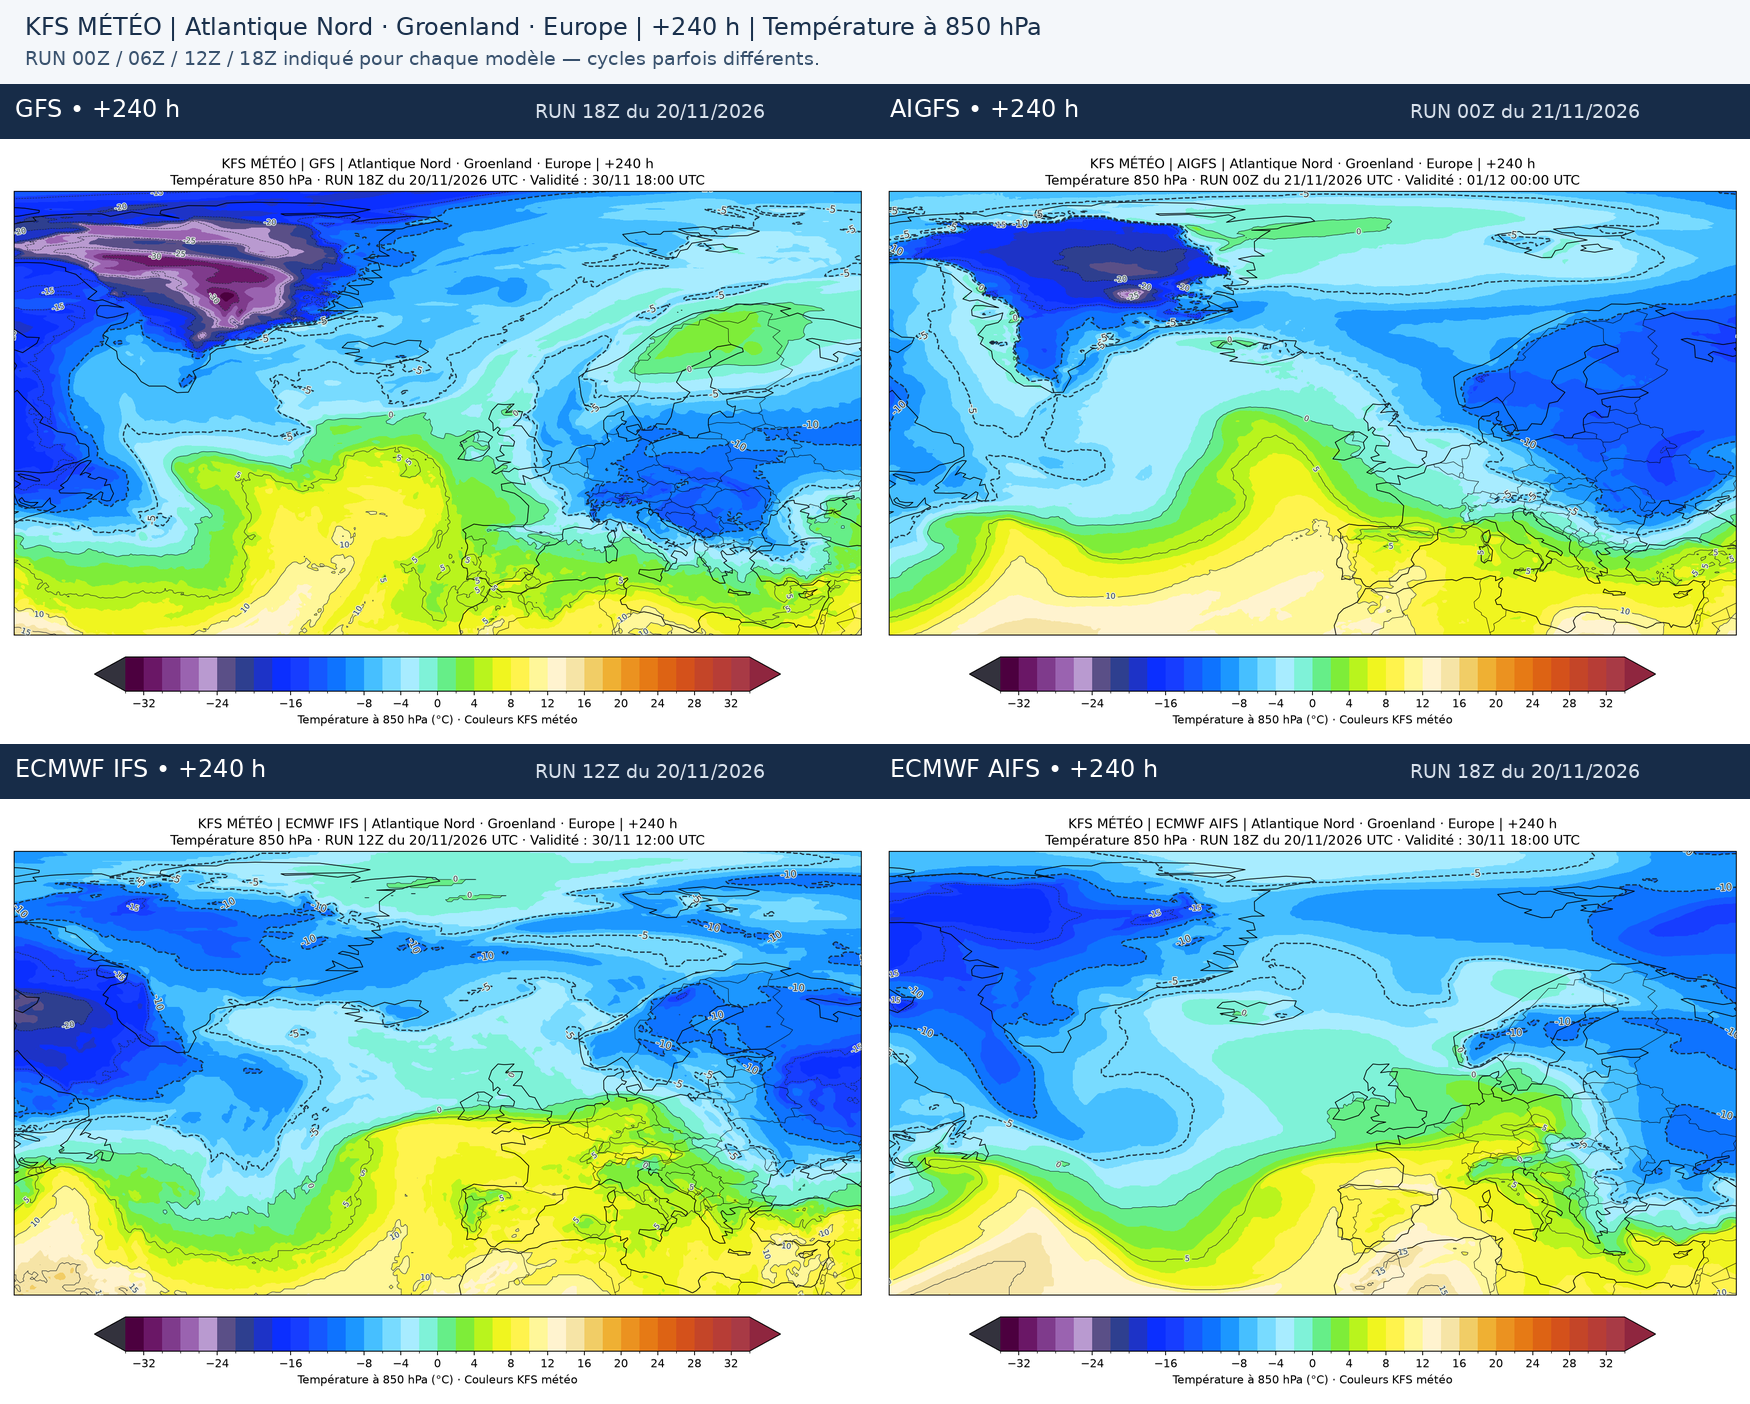 KFS MÉTÉO | Atlantique Nord · Groenland · Europe | +240 h | Température à 850 hPa
RUN 00Z / 06Z / 12Z / 18Z indiqué pour chaque modèle — cycles parfois différents.
GFS • +240 h
RUN 18Z du 20/11/2026
KFS MÉTÉO | GFS | Atlantique Nord · Groenland · Europe | +240 h
Température 850 hPa · RUN 18Z du 20/11/2026 UTC · Validité : 30/11 18:00 UTC
−32 −24 −16 −8 −4 0 4 8 12 16 20 24 28 32
Température à 850 hPa (°C) · Couleurs KFS météo
AIGFS • +240 h
RUN 00Z du 21/11/2026
KFS MÉTÉO | AIGFS | Atlantique Nord · Groenland · Europe | +240 h
Température 850 hPa · RUN 00Z du 21/11/2026 UTC · Validité : 01/12 00:00 UTC
−32 −24 −16 −8 −4 0 4 8 12 16 20 24 28 32
Température à 850 hPa (°C) · Couleurs KFS météo
ECMWF IFS • +240 h
RUN 12Z du 20/11/2026
KFS MÉTÉO | ECMWF IFS | Atlantique Nord · Groenland · Europe | +240 h
Température 850 hPa · RUN 12Z du 20/11/2026 UTC · Validité : 30/11 12:00 UTC
−32 −24 −16 −8 −4 0 4 8 12 16 20 24 28 32
Température à 850 hPa (°C) · Couleurs KFS météo
ECMWF AIFS • +240 h
RUN 18Z du 20/11/2026
KFS MÉTÉO | ECMWF AIFS | Atlantique Nord · Groenland · Europe | +240 h
Température 850 hPa · RUN 18Z du 20/11/2026 UTC · Validité : 30/11 18:00 UTC
−32 −24 −16 −8 −4 0 4 8 12 16 20 24 28 32
Température à 850 hPa (°C) · Couleurs KFS météo